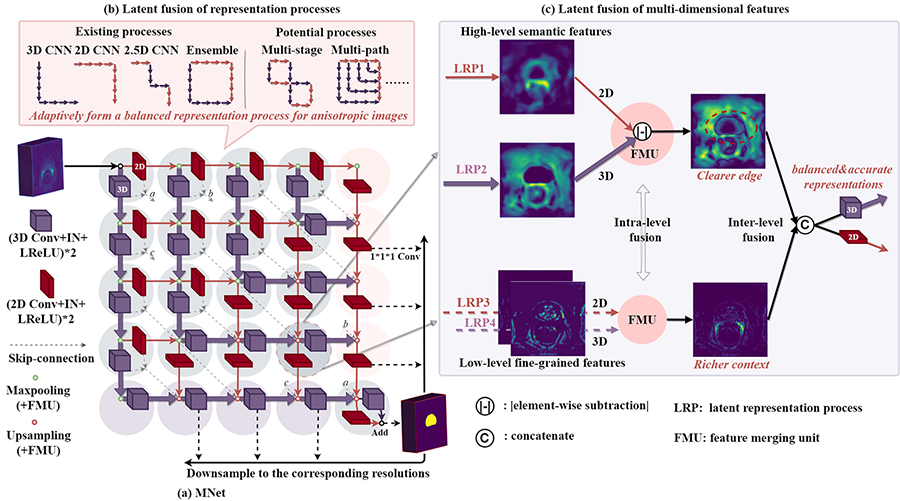 (b) Latent fusion of representation processes
Existing processes
Potential processes
3D CNN 2D CNN 2.5D CNN Ensemble
Multi-stage Multi-path
......
Adaptively form a balanced representation process for anisotropic images
2D
3D
a
b
c
(3D Conv+IN+
LReLU)*2
(2D Conv+IN+
LReLU)*2
Skip-connection
Maxpooling
(+FMU)
Upsampling
(+FMU)
1*1*1 Conv
b
c
a
Add
Downsample to the corresponding resolutions
(a) MNet
(c) Latent fusion of multi-dimensional features
High-level semantic features
LRP1
2D
LRP2
3D
|-|
FMU
Clearer edge
balanced&accurate
representations
3D
C
2D
Intra-level
fusion
Inter-level
fusion
LRP3
2D
LRP4
3D
FMU
Low-level fine-grained features
Richer context
|-| : |element-wise subtraction|
LRP: latent representation process
C : concatenate
FMU: feature merging unit